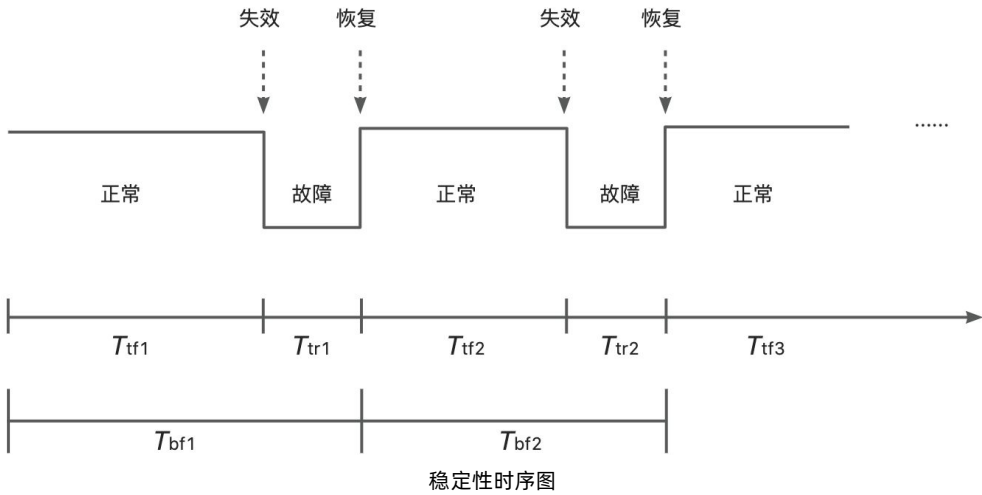 失效 恢复 失效 恢复
......
正常 故障 正常 故障 正常
Ttf1 Ttr1 Ttf2 Ttr2 Ttf3
Tbf1 Tbf2
稳定性时序图